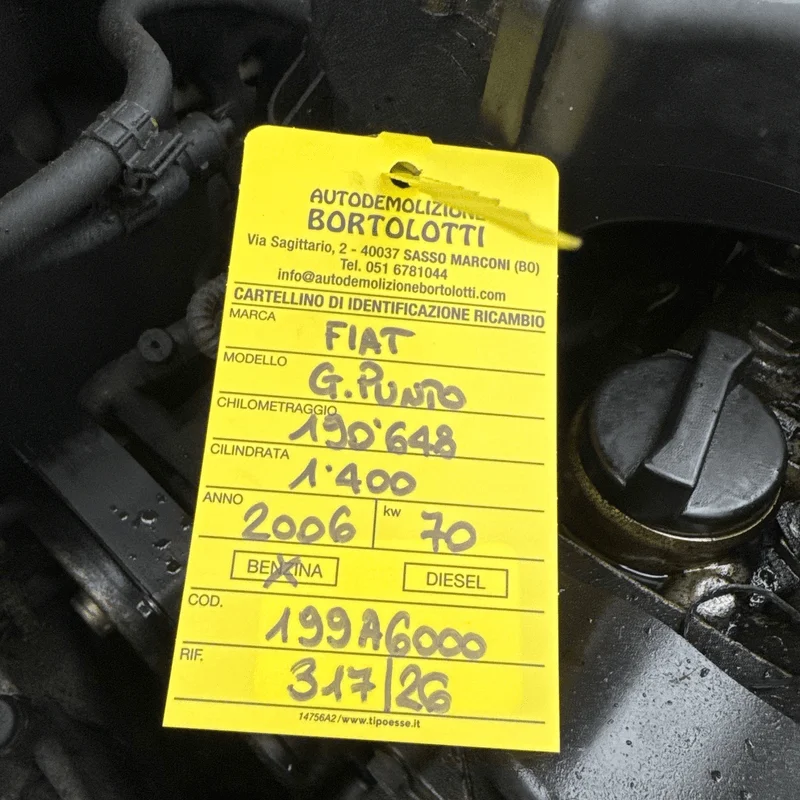 AUTODEMOLIZIONE
BORTOLOTTI
Via Sagittario, 2 - 40037 SASSO MARCONI (BO)
Tel. 051 6781044
info@autodemolizionebortolotti.com
CARTELLINO DI IDENTIFICAZIONE RICAMBIO
MARCA FIAT
MODELLO G.PUNTO
CHILOMETRAGGIO 190'648
CILINDRATA 1'400
ANNO 2006 kw 70
BENZINA X DIESEL
COD. 199A6000
RIF. 317/26
14756A2/www.tipoesse.it